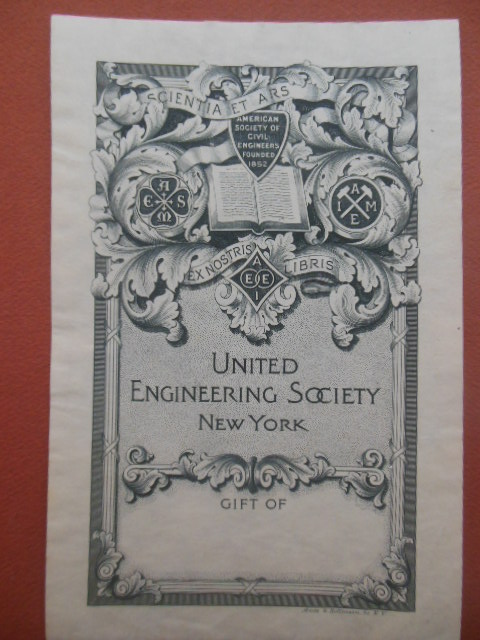 SCIENTIA ET ARS
AMERICAN
SOCIETY OF
CIVIL
ENGINEERS
FOUNDED
1852
A
E S
M
A
I M
E
EX NOSTRIS LIBRIS
A
E E
I
UNITED
ENGINEERING SOCIETY
NEW YORK
GIFT OF